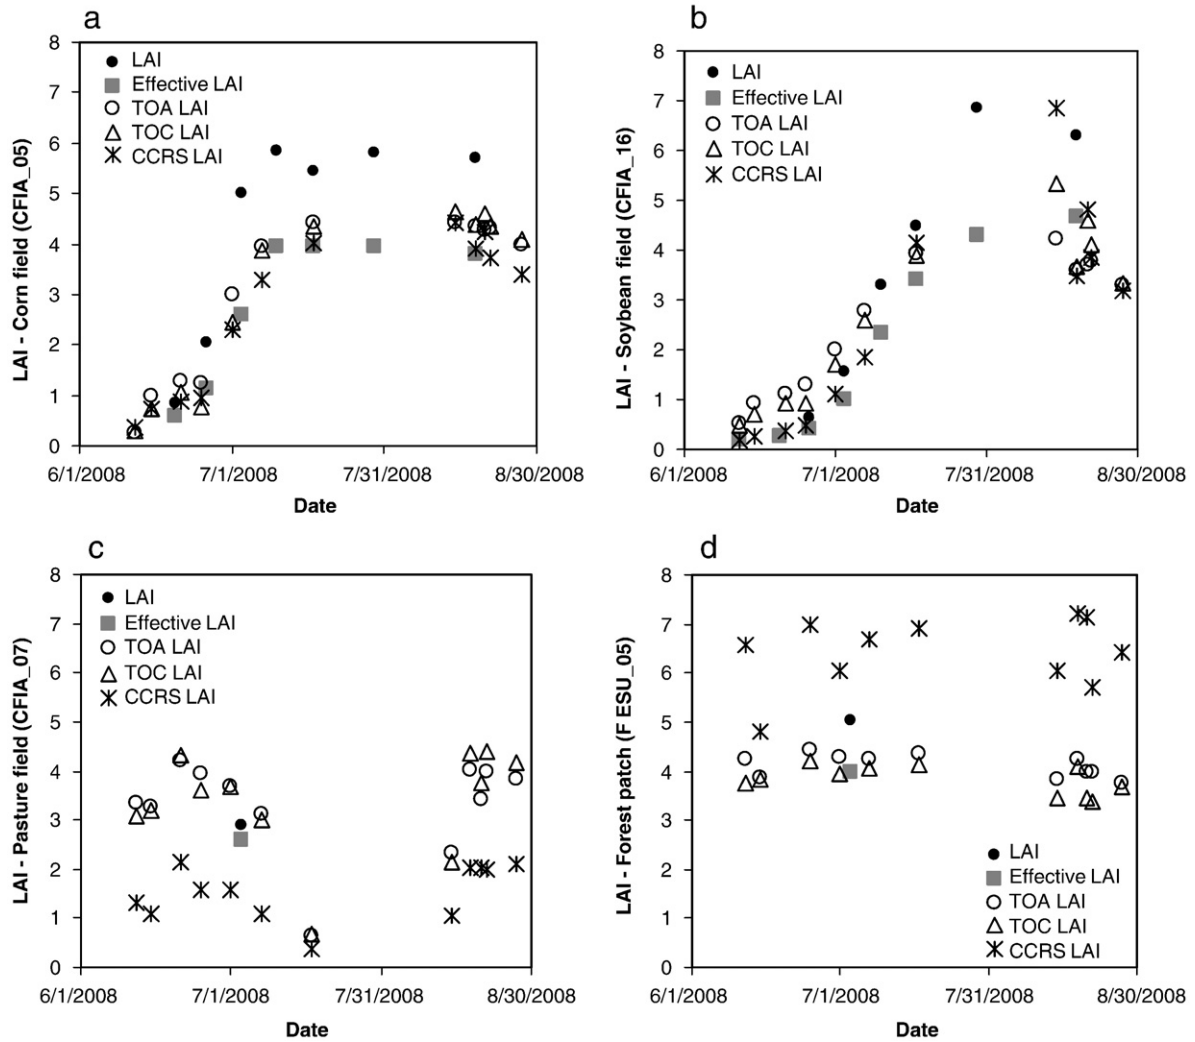 a
LAI - Corn field (CFIA_05)
8
7
6
5
4
3
2
1
0
LAI
Effective LAI
TOA LAI
TOC LAI
CCRS LAI
6/1/2008 7/1/2008 7/31/2008 8/30/2008
Date
b
LAI - Soybean field (CFIA_16)
8
7
6
5
4
3
2
1
0
LAI
Effective LAI
TOA LAI
TOC LAI
CCRS LAI
6/1/2008 7/1/2008 7/31/2008 8/30/2008
Date
c
LAI - Pasture field (CFIA_07)
8
7
6
5
4
3
2
1
0
LAI
Effective LAI
TOA LAI
TOC LAI
CCRS LAI
6/1/2008 7/1/2008 7/31/2008 8/30/2008
Date
d
LAI - Forest patch (F ESU_05)
8
7
6
5
4
3
2
1
0
LAI
Effective LAI
TOA LAI
TOC LAI
CCRS LAI
6/1/2008 7/1/2008 7/31/2008 8/30/2008
Date